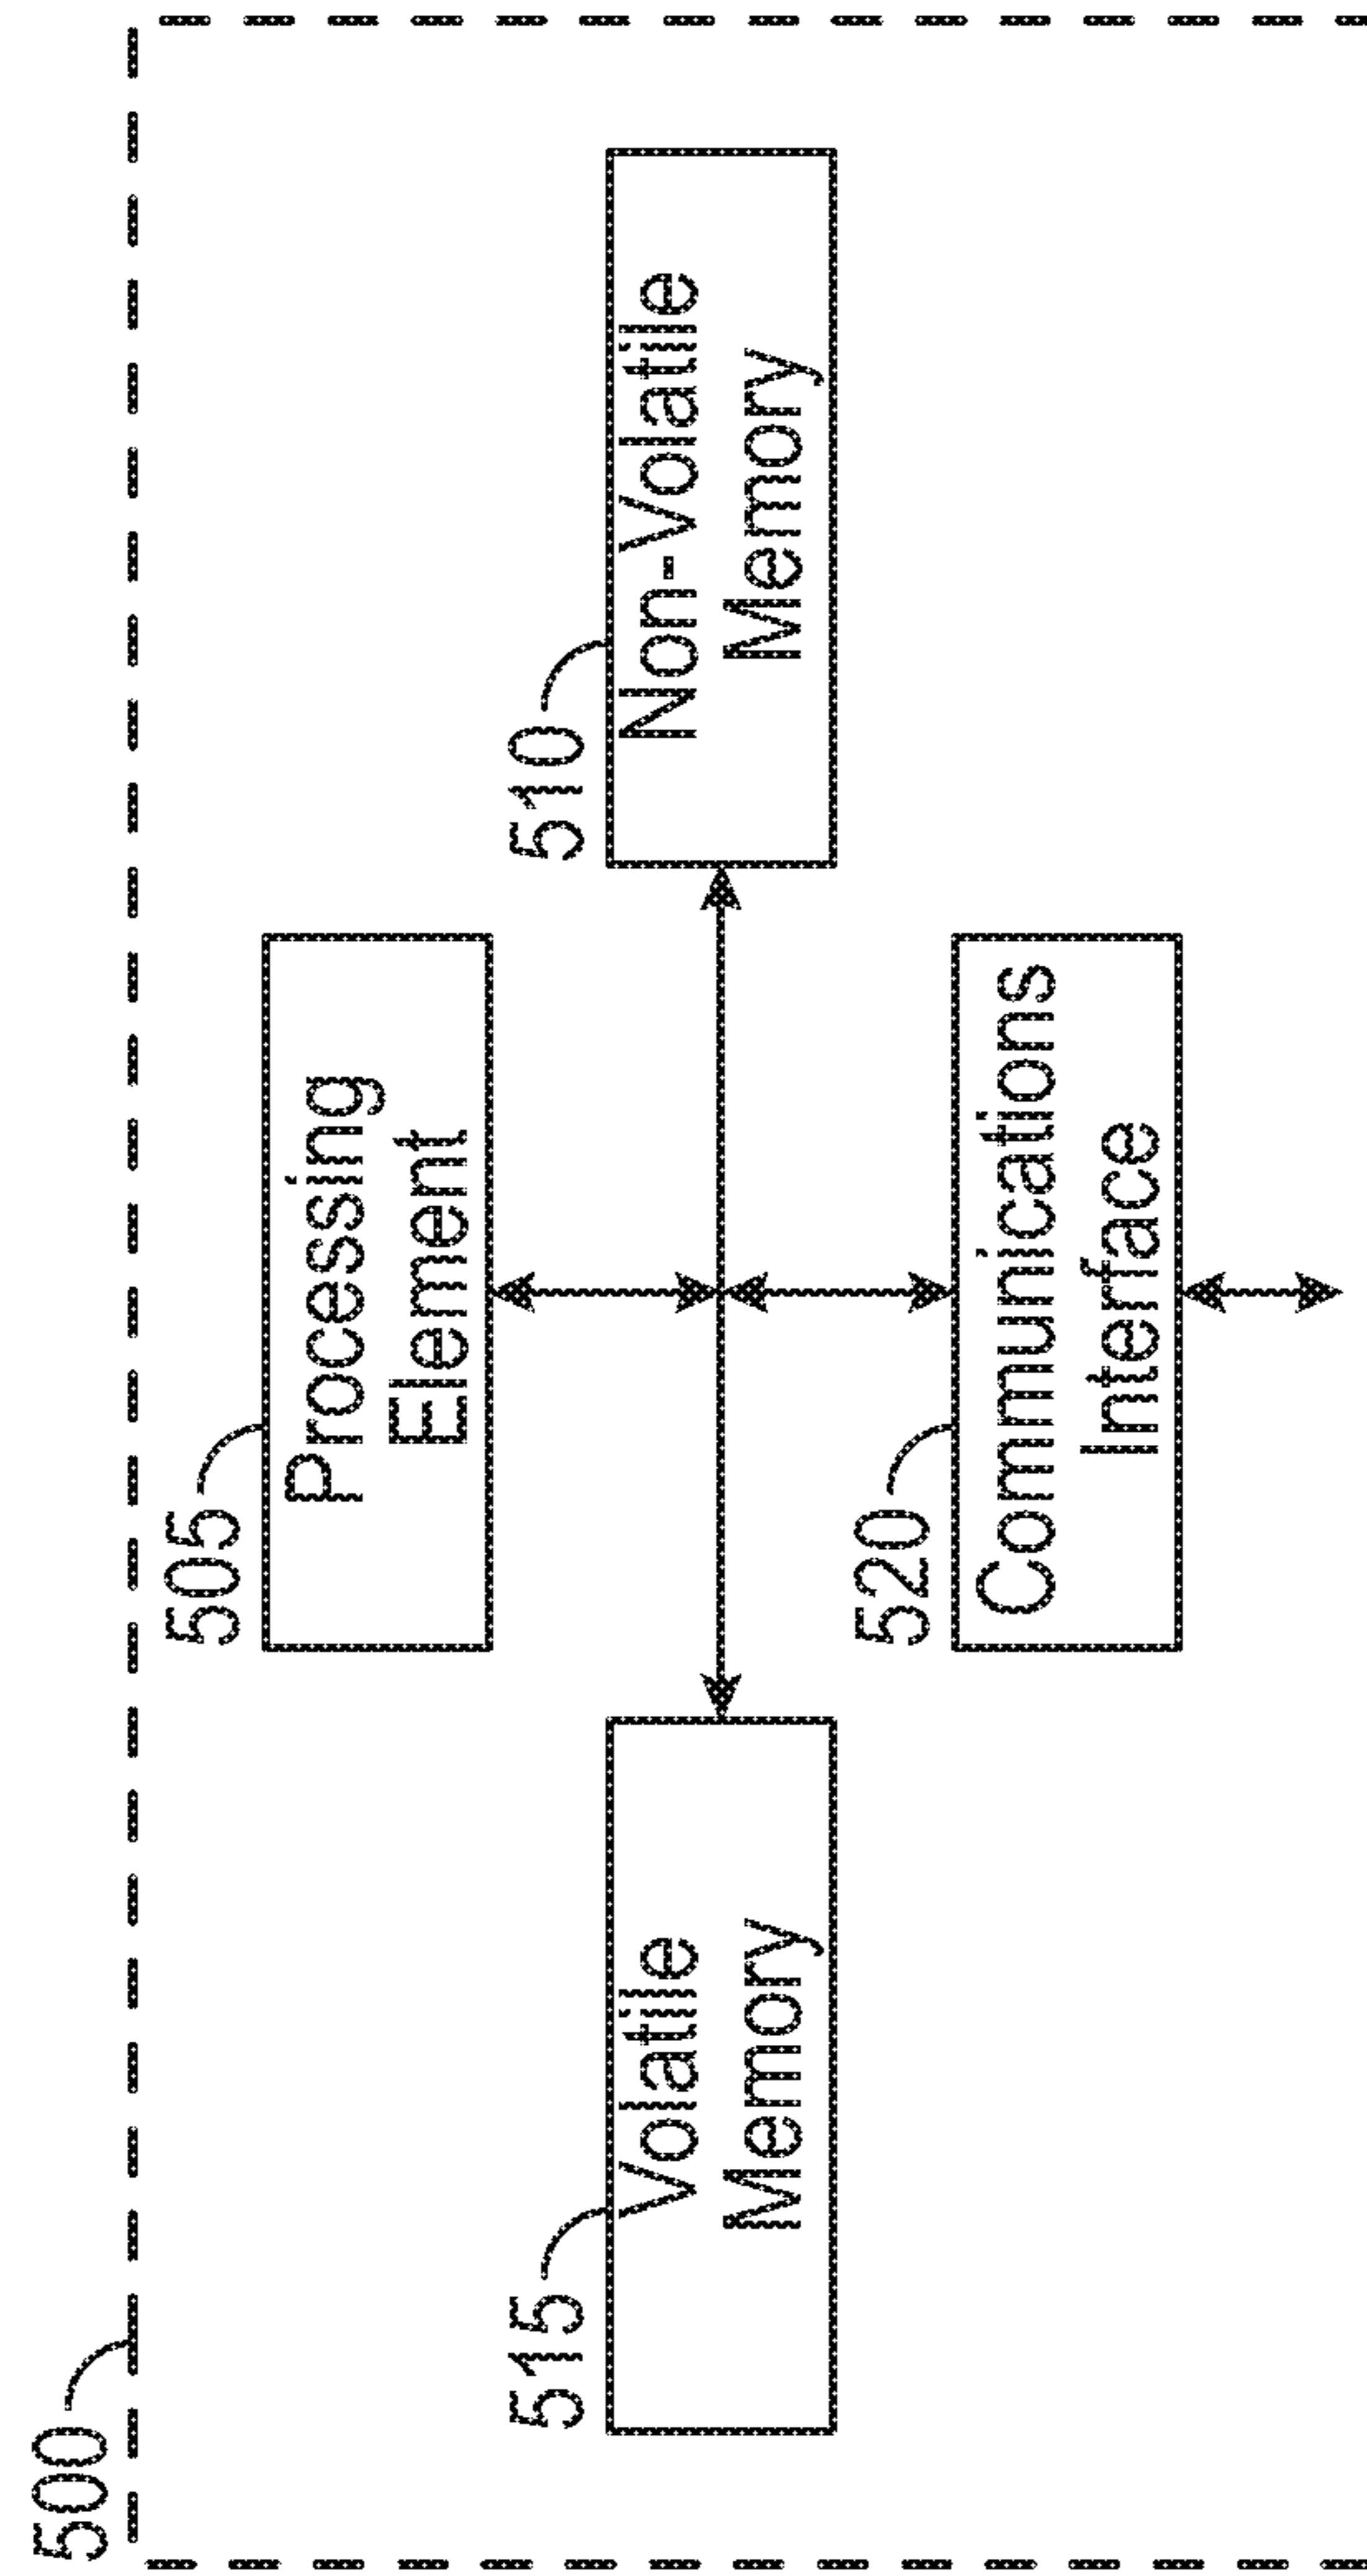 500
505
Processing
Element
515
Volatile
Memory
510
Non-Volatile
Memory
520
Communications
Interface